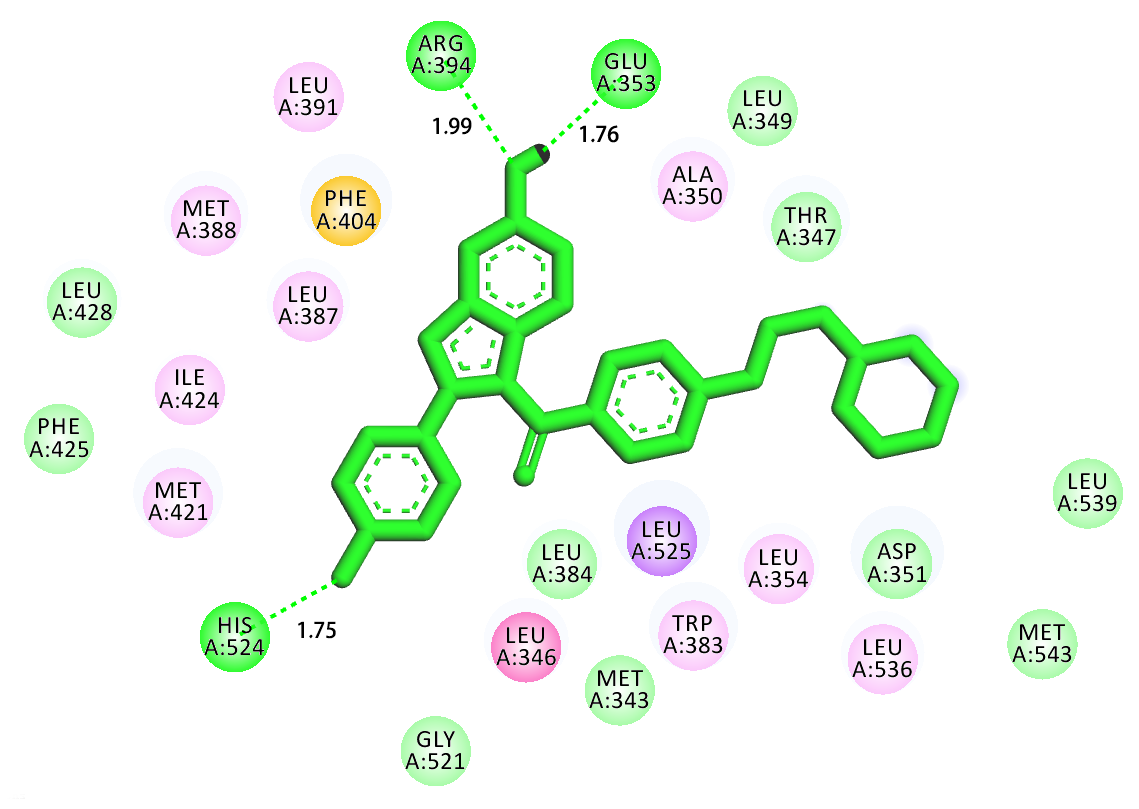 ARG
A:394
GLU
A:353
LEU
A:391
LEU
A:349
1.99
1.76
PHE
A:404
ALA
A:350
MET
A:388
THR
A:347
LEU
A:428
LEU
A:387
ILE
A:424
PHE
A:425
MET
A:421
LEU
A:539
LEU
A:384
LEU
A:525
LEU
A:354
ASP
A:351
HIS
A:524
1.75
LEU
A:346
TRP
A:383
LEU
A:536
MET
A:543
MET
A:343
GLY
A:521